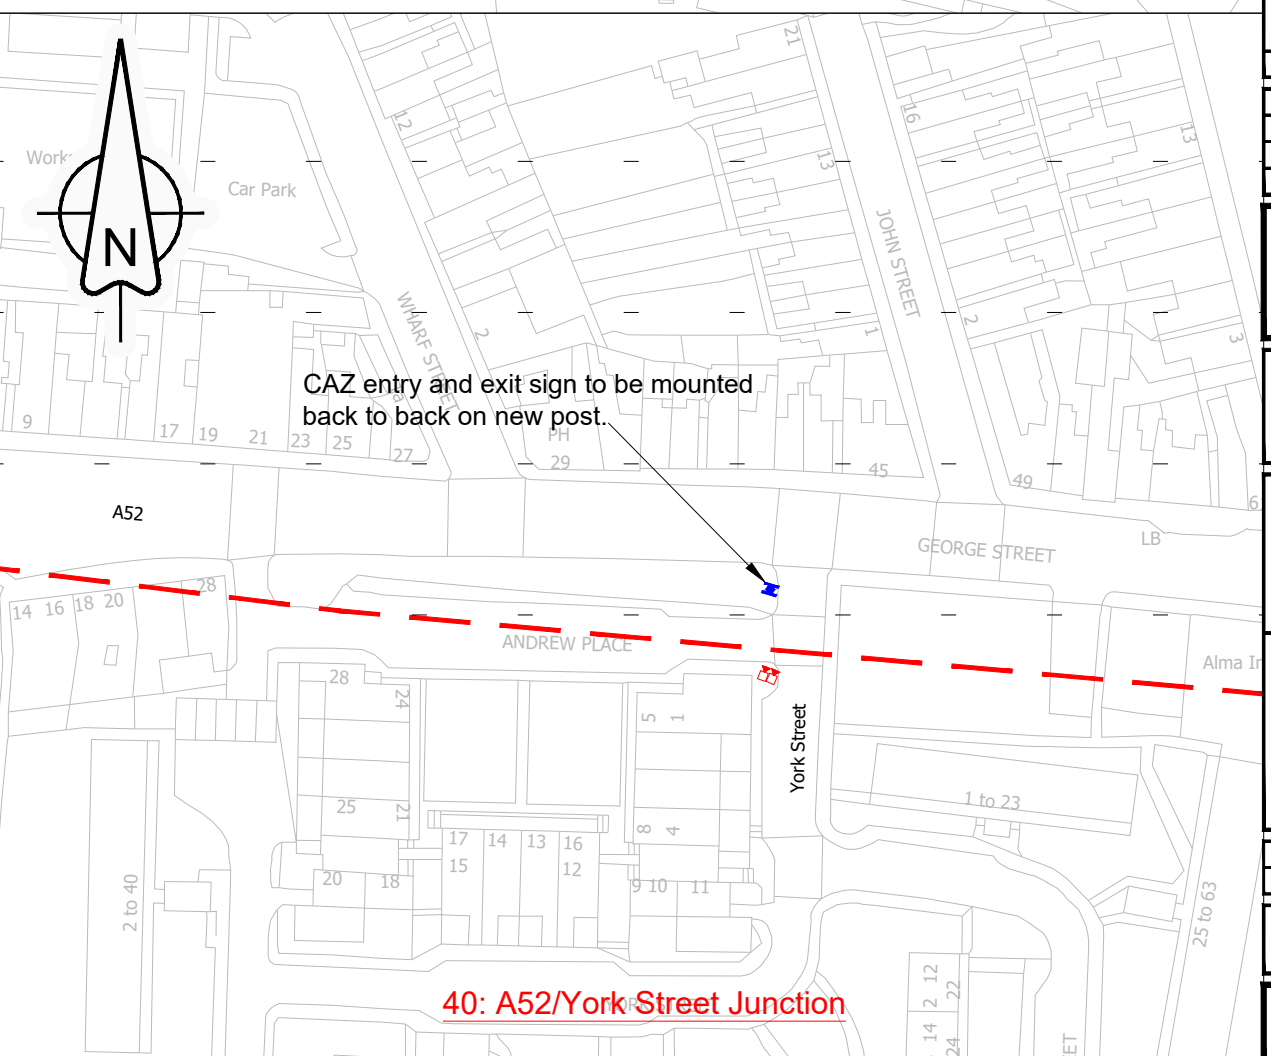 21
12
16
13
13
Car Park
N
JOHN STREET
WHARF STREET
2
1
2
3
CAZ entry and exit sign to be mounted
back to back on new post.
9
17 19 21 23 25 27
PH
29
45
49
A52
GEORGE STREET
LB
28
14 16 18 20
ANDREW PLACE
28
24
5 1
York Street
25
21
8 4
1 to 23
17 14 13 16
15 12
20 18
9 10 11
2 to 40
25 to 63
12
2 22
14
24
40: A52/York Street Junction